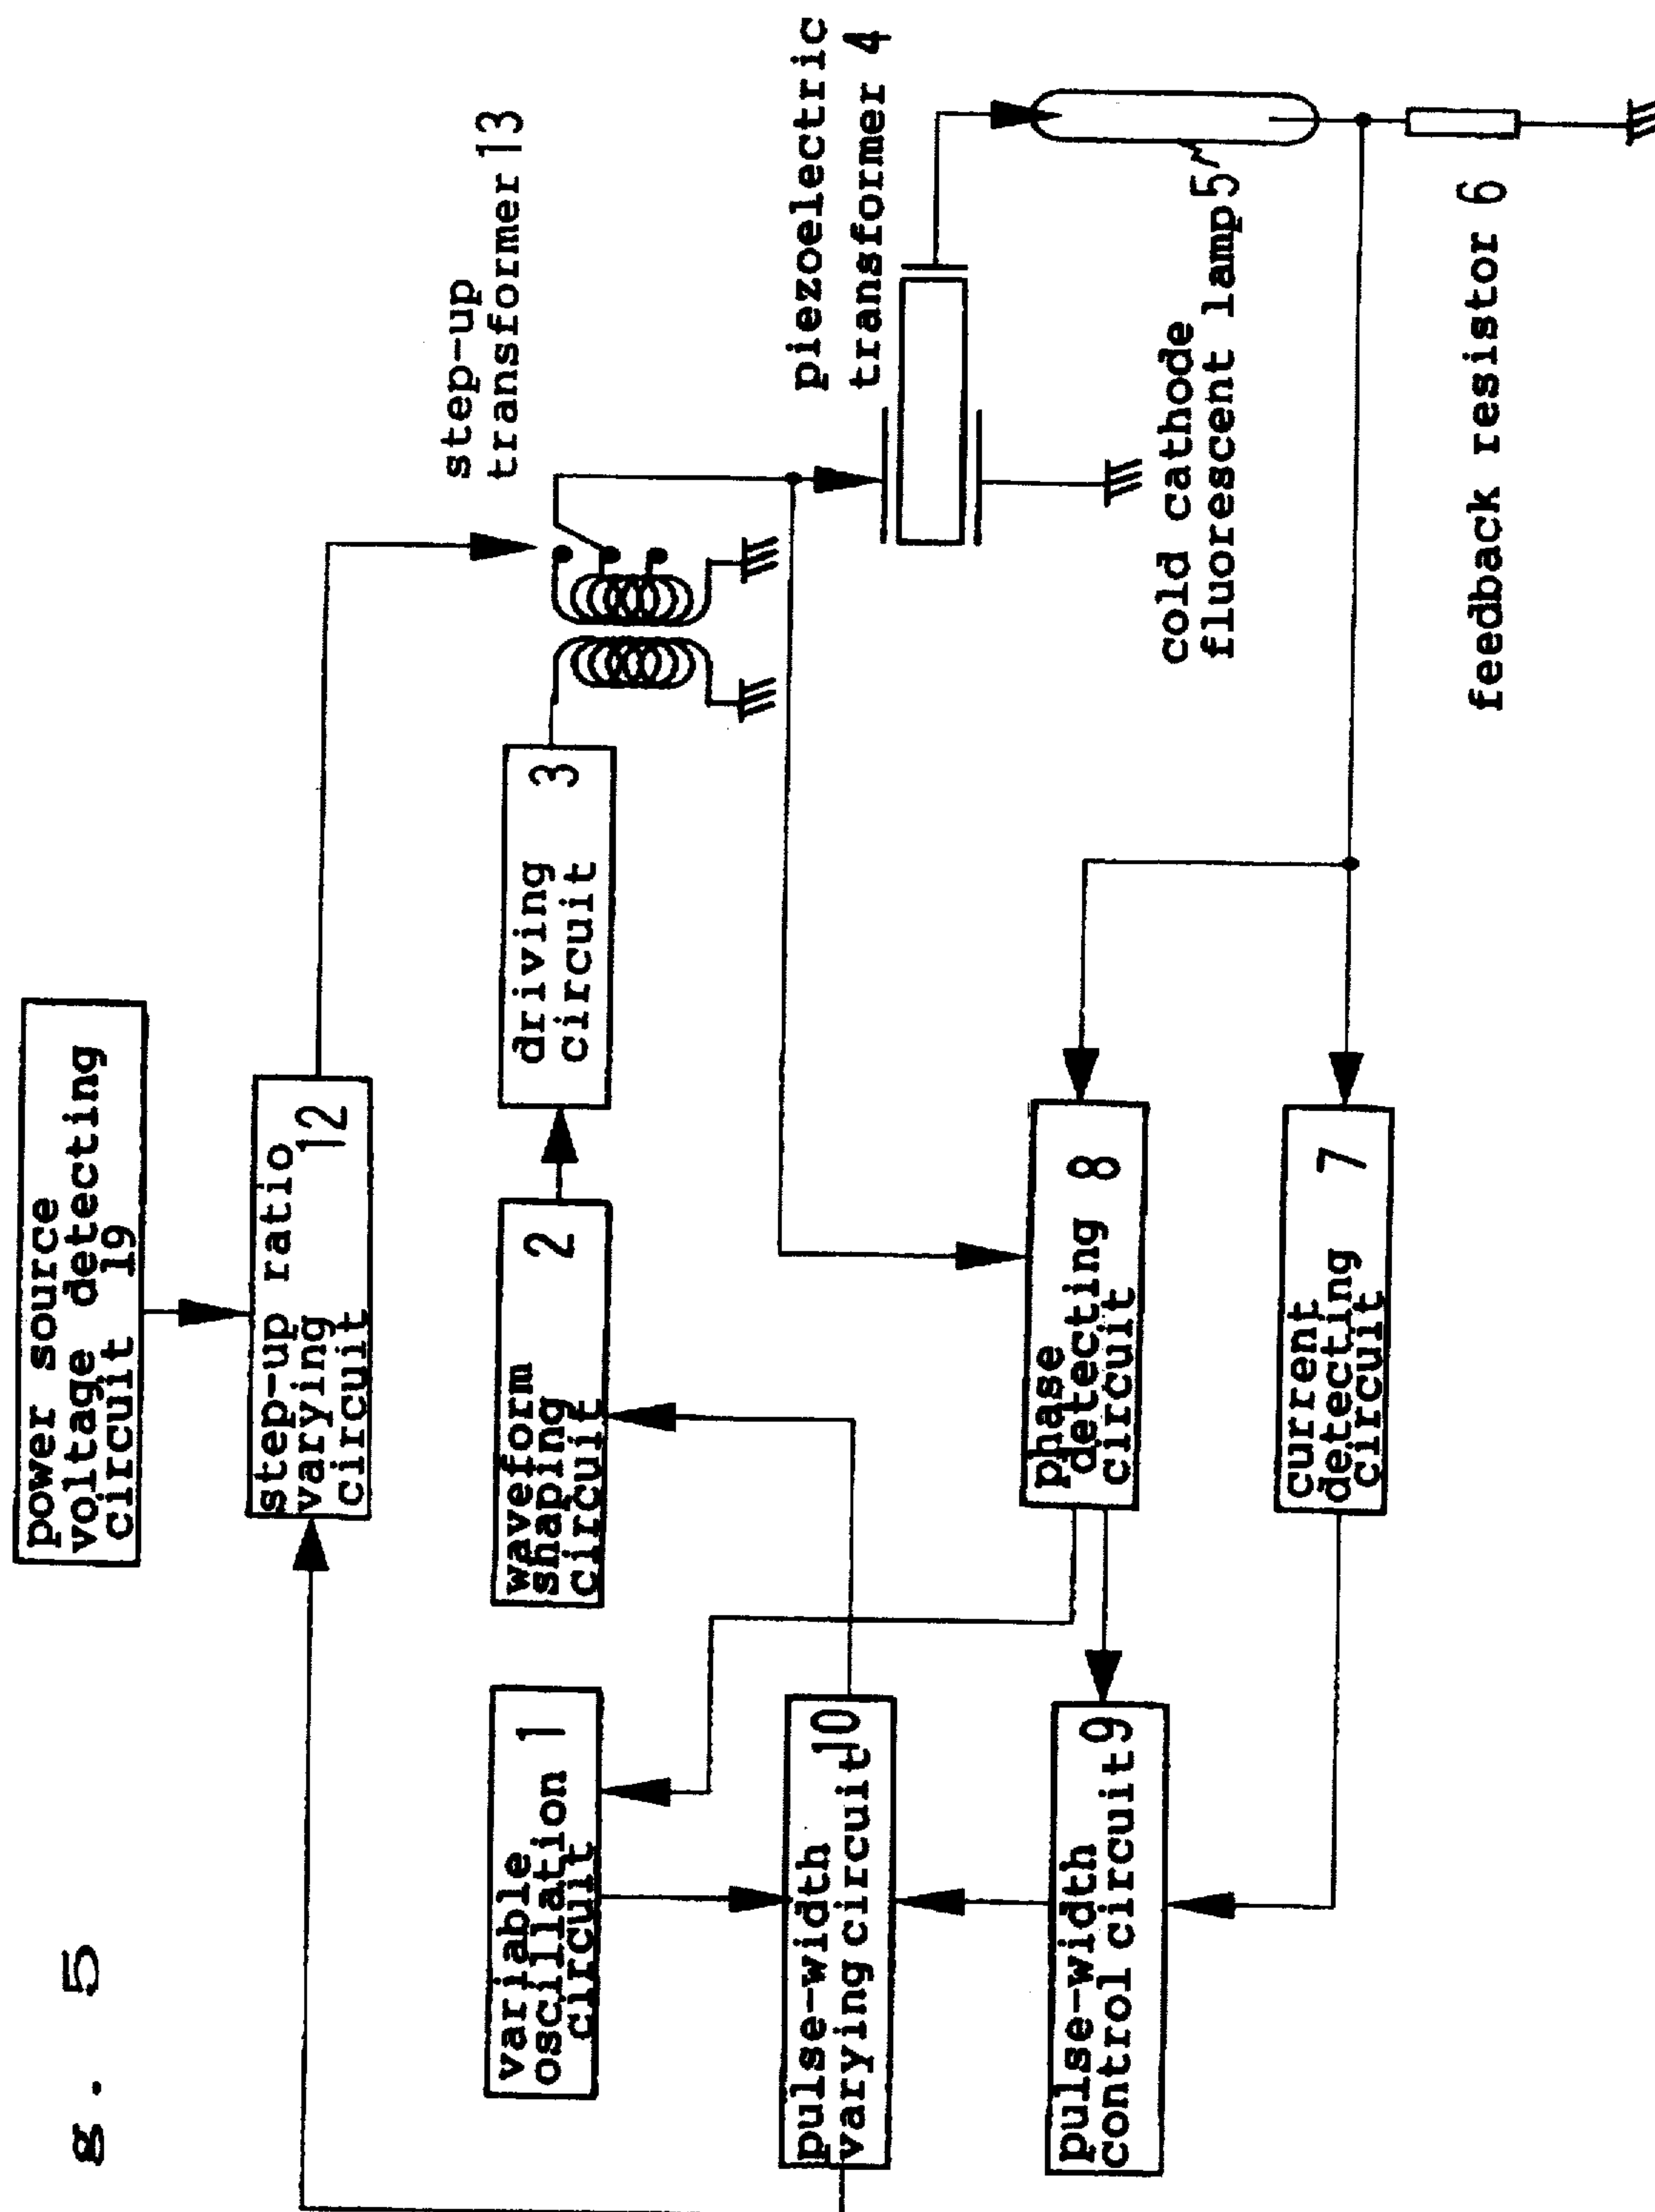 g. 5
power source
voltage detecting
circuit 19
step-up ratio
varying
circuit
12
step-up
transformer 13
variable
oscillation 1
circuit
waveform
shaping
circuit
2
driving
circuit
3
piezoelectric
transformer 4
pulse-width
varying circuit
10
phase
detecting
circuit
8
cold cathode
fluorescent lamp 5
pulse-width
control circuit 9
current
detecting
circuit
7
feedback resistor 6